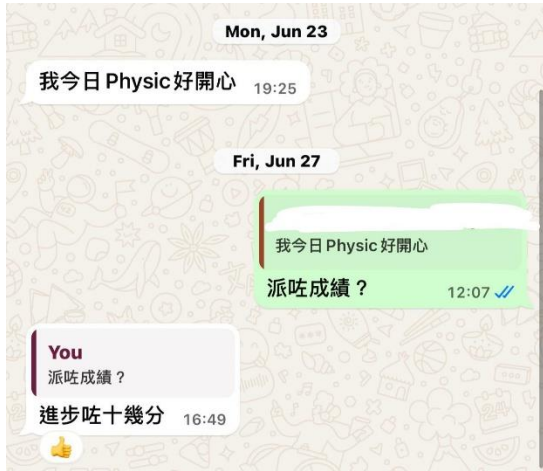 Mon, Jun 23
我今日Physic好開心 19:25
Fri, Jun 27
我今日Physic好開心
派咗成績？ 12:07
You
派咗成績？
進步咗十幾分 16:49